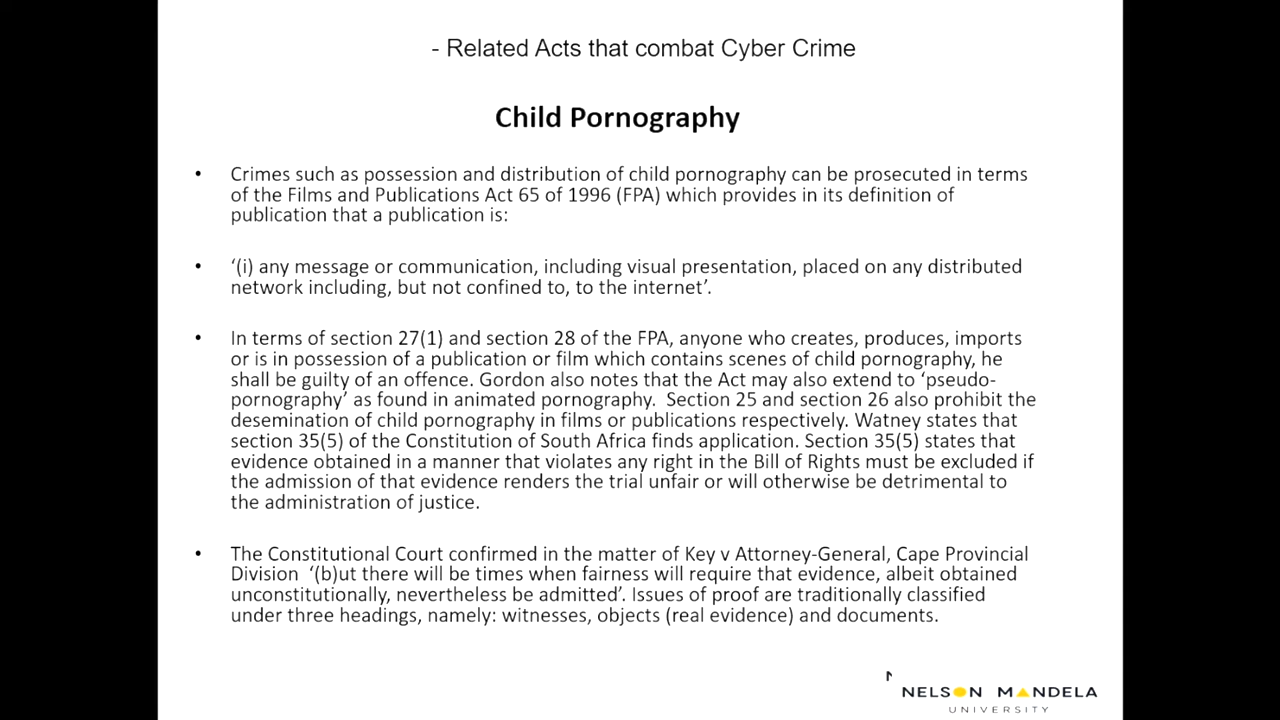 - Related Acts that combat Cyber Crime
Child Pornography
• Crimes such as possession and distribution of child pornography can be prosecuted in terms
of the Films and Publications Act 65 of 1996 (FPA) which provides in its definition of
publication that a publication is:
• ‘(i) any message or communication, including visual presentation, placed on any distributed
network including, but not confined to, to the internet’.
• In terms of section 27(1) and section 28 of the FPA, anyone who creates, produces, imports
or is in possession of a publication or film which contains scenes of child pornography, he
shall be guilty of an offence. Gordon also notes that the Act may also extend to ‘pseudo-
pornography’ as found in animated pornography. Section 25 and section 26 also prohibit the
desemination of child pornography in films or publications respectively. Watney states that
section 35(5) of the Constitution of South Africa finds application. Section 35(5) states that
evidence obtained in a manner that violates any right in the Bill of Rights must be excluded if
the admission of that evidence renders the trial unfair or will otherwise be detrimental to
the administration of justice.
• The Constitutional Court confirmed in the matter of Key v Attorney-General, Cape Provincial
Division ‘(b)ut there will be times when fairness will require that evidence, albeit obtained
unconstitutionally, nevertheless be admitted’. Issues of proof are traditionally classified
under three headings, namely: witnesses, objects (real evidence) and documents.
NELSON MANDELA
UNIVERSITY